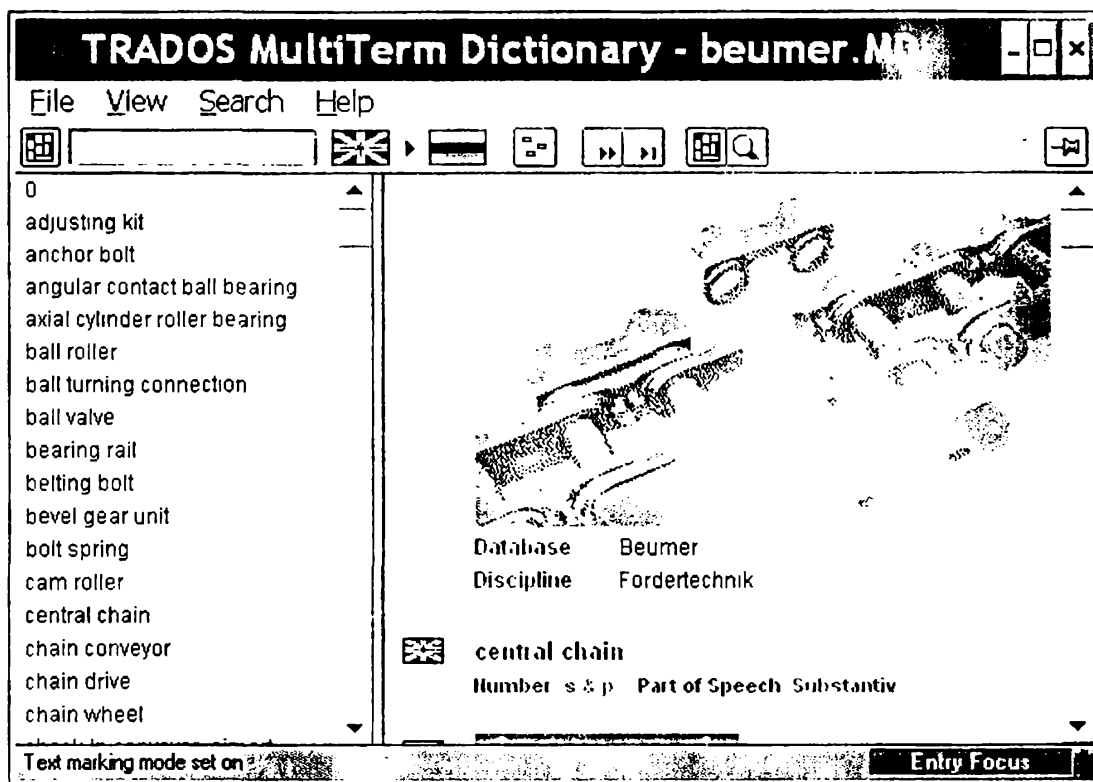 TRADOS MultiTerm Dictionary - beumer.MD
File View Search Help
0
adjusting kit
anchor bolt
angular contact ball bearing
axial cylinder roller bearing
ball roller
ball turning connection
ball valve
bearing rail
belting bolt
bevel gear unit
bolt spring
cam roller
central chain
chain conveyor
chain drive
chain wheel
Database Beumer
Discipline Fordertechnik
central chain
Number s & p Part of Speech Substantiv
Text marking mode set on
Entry Focus